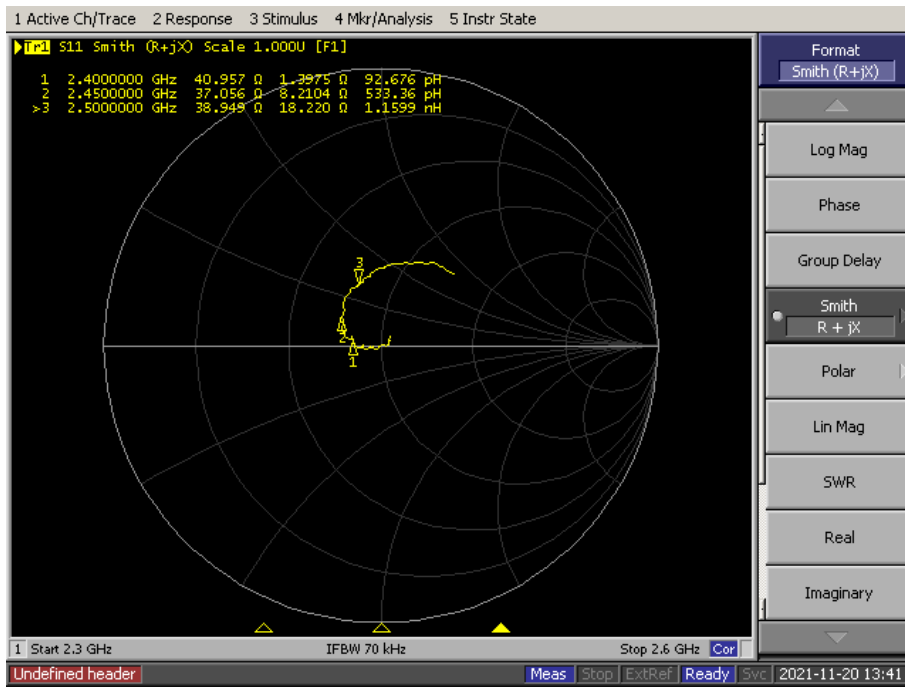 1 Active Ch/Trace 2 Response 3 Stimulus 4 Mkr/Analysis 5 Instr State
Tr1 S11 Smith (R+jX) Scale 1.000U [F1]
1 2.4000000 GHz 40.957 Ω 1.3975 Ω 92.676 pH
2 2.4500000 GHz 37.056 Ω 8.2104 Ω 533.36 pH
>3 2.5000000 GHz 38.949 Ω 18.220 Ω 1.1599 nH
3
2
1
Format
Smith (R+jX)
Log Mag
Phase
Group Delay
Smith
R + jX
Polar
Lin Mag
SWR
Real
Imaginary
1 Start 2.3 GHz IFBW 70 kHz Stop 2.6 GHz Cor
Undefined header Meas Stop ExtRef Ready Svc 2021-11-20 13:41